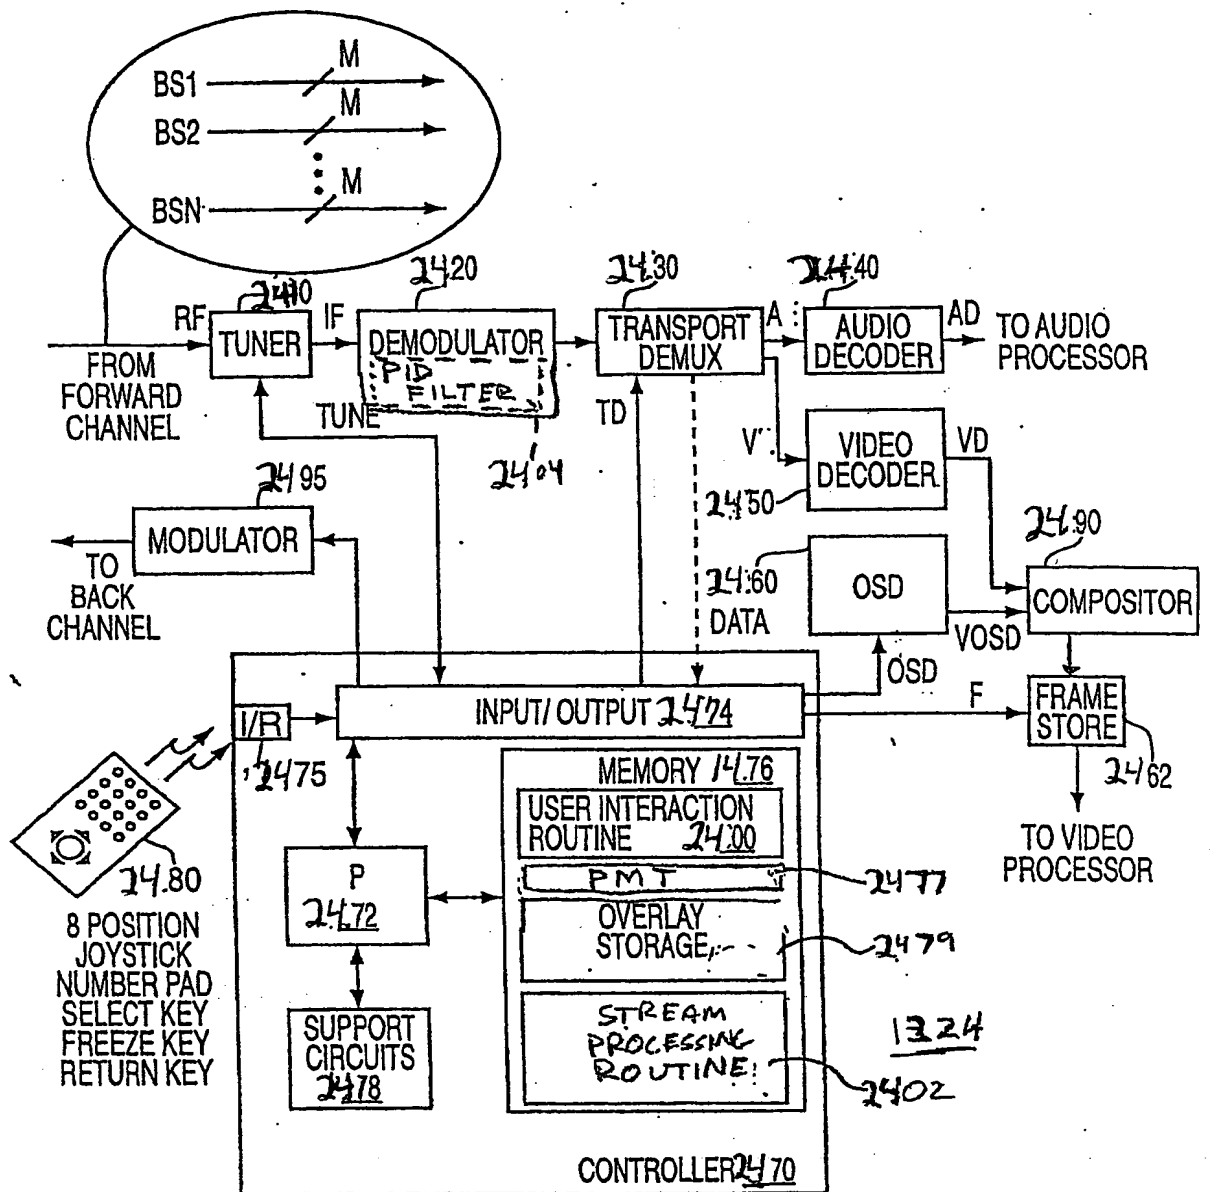 BS1 M
BS2 M
BSN M
2410
2420
2430
2440
RF
TUNER
IF
DEMODULATOR
PID
FILTER
TRANSPORT
DEMUX
A
AUDIO
DECODER
AD
TO AUDIO
PROCESSOR
FROM
FORWARD
CHANNEL
TUNE
2404
TD
V
VIDEO
DECODER
VD
2450
2495
MODULATOR
TO
BACK
CHANNEL
DATA
2460
OSD
VOSD
2490
COMPOSITOR
OSD
F
FRAME
STORE
2462
TO VIDEO
PROCESSOR
INPUT/OUTPUT 2474
I/R
2475
2480
8 POSITION
JOYSTICK
NUMBER PAD
SELECT KEY
FREEZE KEY
RETURN KEY
P
2472
SUPPORT
CIRCUITS
2478
MEMORY 1476
USER INTERACTION
ROUTINE 2400
PMT
2477
OVERLAY
STORAGE
2479
STREAM
PROCESSING
ROUTINE
2402
CONTROLLER 2470